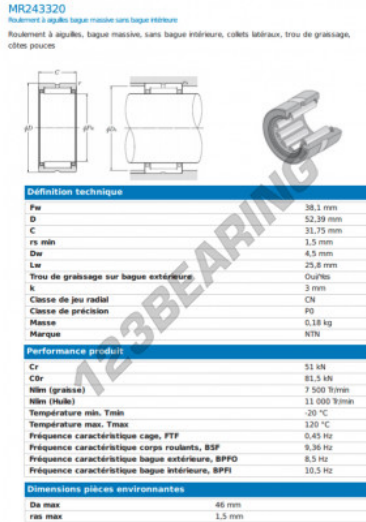 MR243320
Roulement à aiguilles bague massive sans bague intérieure
Roulement à aiguilles, bague massive, sans bague intérieure, collets latéraux, trou de graissage,
côtes pouces
C
r
Définition technique
Fw 38,1 mm
D 52,39 mm
C 31,75 mm
rs min 1,5 mm
Dw 4,5 mm
Lw 25,8 mm
Trou de graissage sur bague extérieure Oui/Yes
k 3 mm
Classe de jeu radial CN
Classe de précision P0
Masse 0,18 kg
Marque NTN
123BEARING
Performance produit
Cr 51 kN
C0r 81,5 kN
Nlim (graisse) 7 500 Tr/min
Nlim (Huile) 11 000 Tr/min
Température min. Tmin -20 °C
Température max. Tmax 120 °C
Fréquence caractéristique cage, FTF 0,45 Hz
Fréquence caractéristique corps roulants, BSF 9,36 Hz
Fréquence caractéristique bague extérieure, BPFO 8,5 Hz
Fréquence caractéristique bague intérieure, BPFI 10,5 Hz
Dimensions pièces environnantes
Da max 46 mm
ras max 1,5 mm